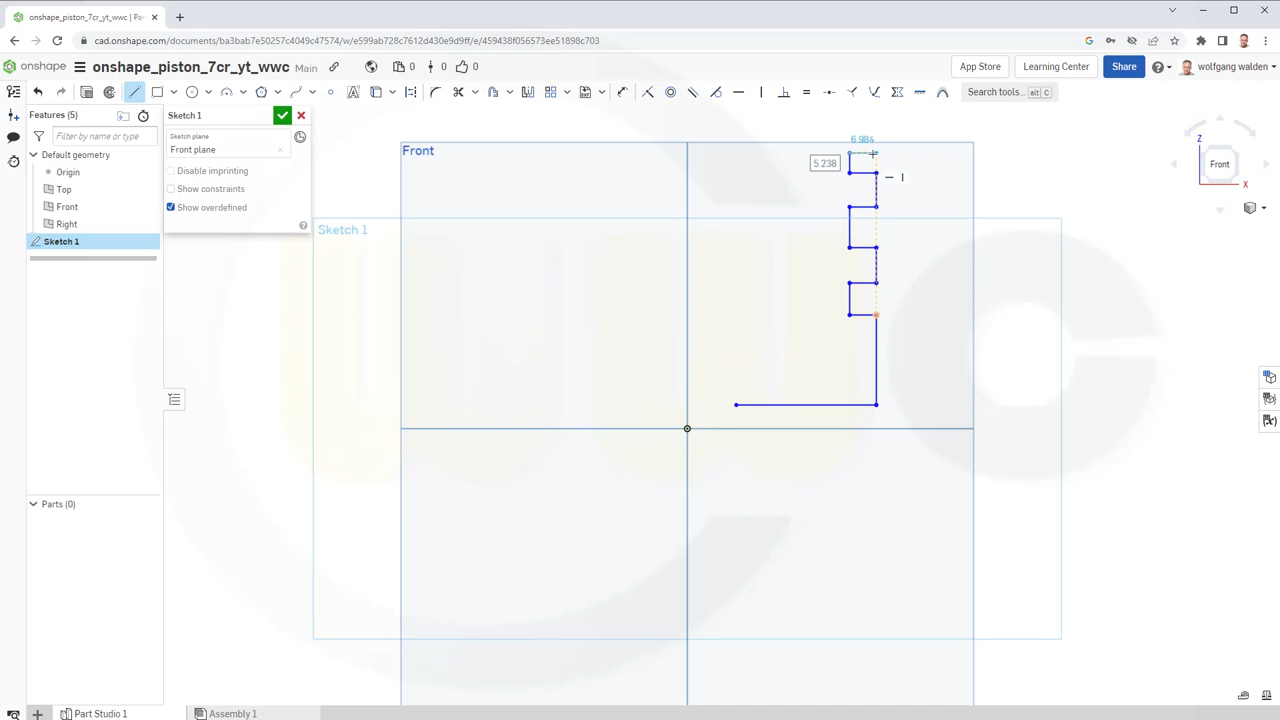 onshape_piston_7cr_yt_wwc | Par
cad.onshape.com/documents/ba3bab7e50257c4049c47574/w/e599ab728c7612d430e9d9ff/e/459438f056573ee51898c703
onshape
onshape_piston_7cr_yt_wwc
Main
0
0
0
App Store
Learning Center
Share
wolfgang walden
Search tools...
alt C
Features (5)
Filter by name or type
Default geometry
Origin
Top
Front
Right
Sketch 1
Sketch 1
Sketch plane
Front plane
Disable imprinting
Show constraints
Show overdefined
Front
Sketch 1
6.984
5.238
Z
Front
X
Parts (0)
Part Studio 1
Assembly 1